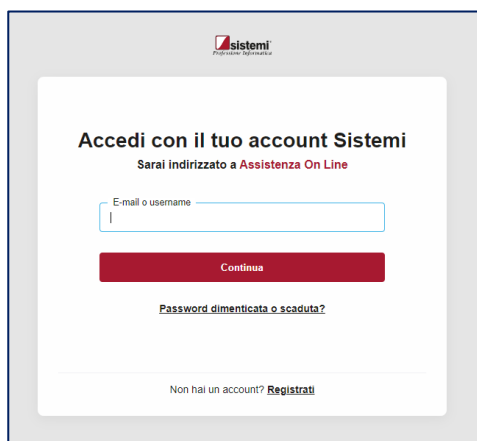 sistemi
Professione Informatica
Accedi con il tuo account Sistemi
Sarai indirizzato a Assistenza On Line
E-mail o username
Continua
Password dimenticata o scaduta?
Non hai un account? Registrati